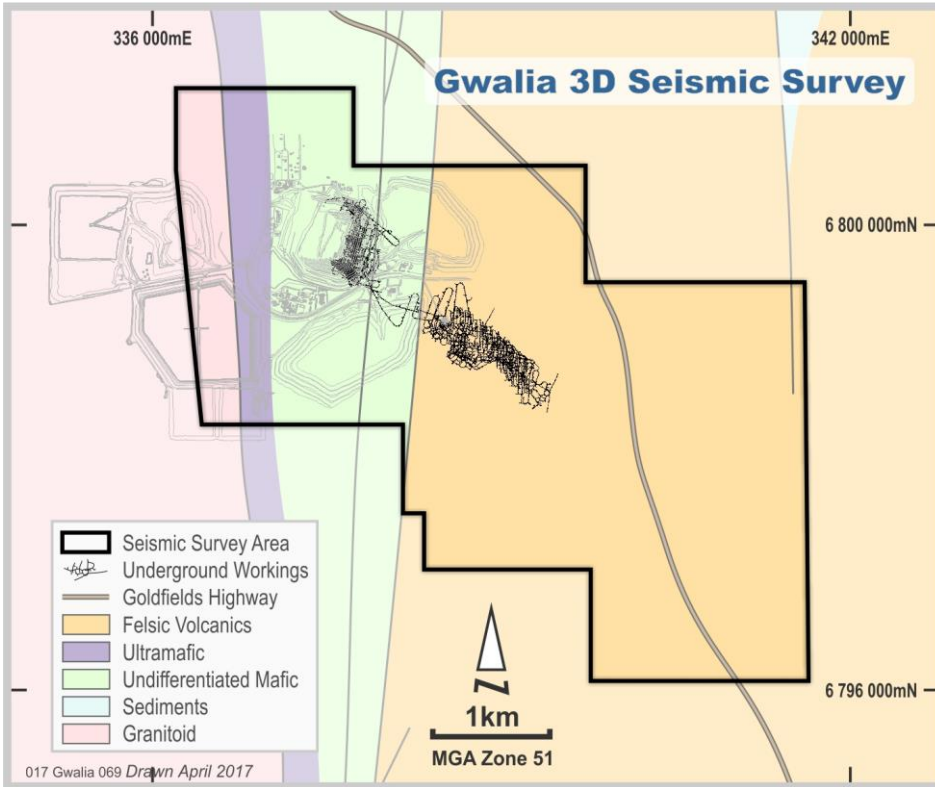 336 000mE
342 000mE
Gwalia 3D Seismic Survey
6 800 000mN
Seismic Survey Area
Underground Workings
Goldfields Highway
Felsic Volcanics
Ultramafic
Undifferentiated Mafic
Sediments
Granitoid
N
1km
MGA Zone 51
6 796 000mN
017 Gwalia 069 Drawn April 2017